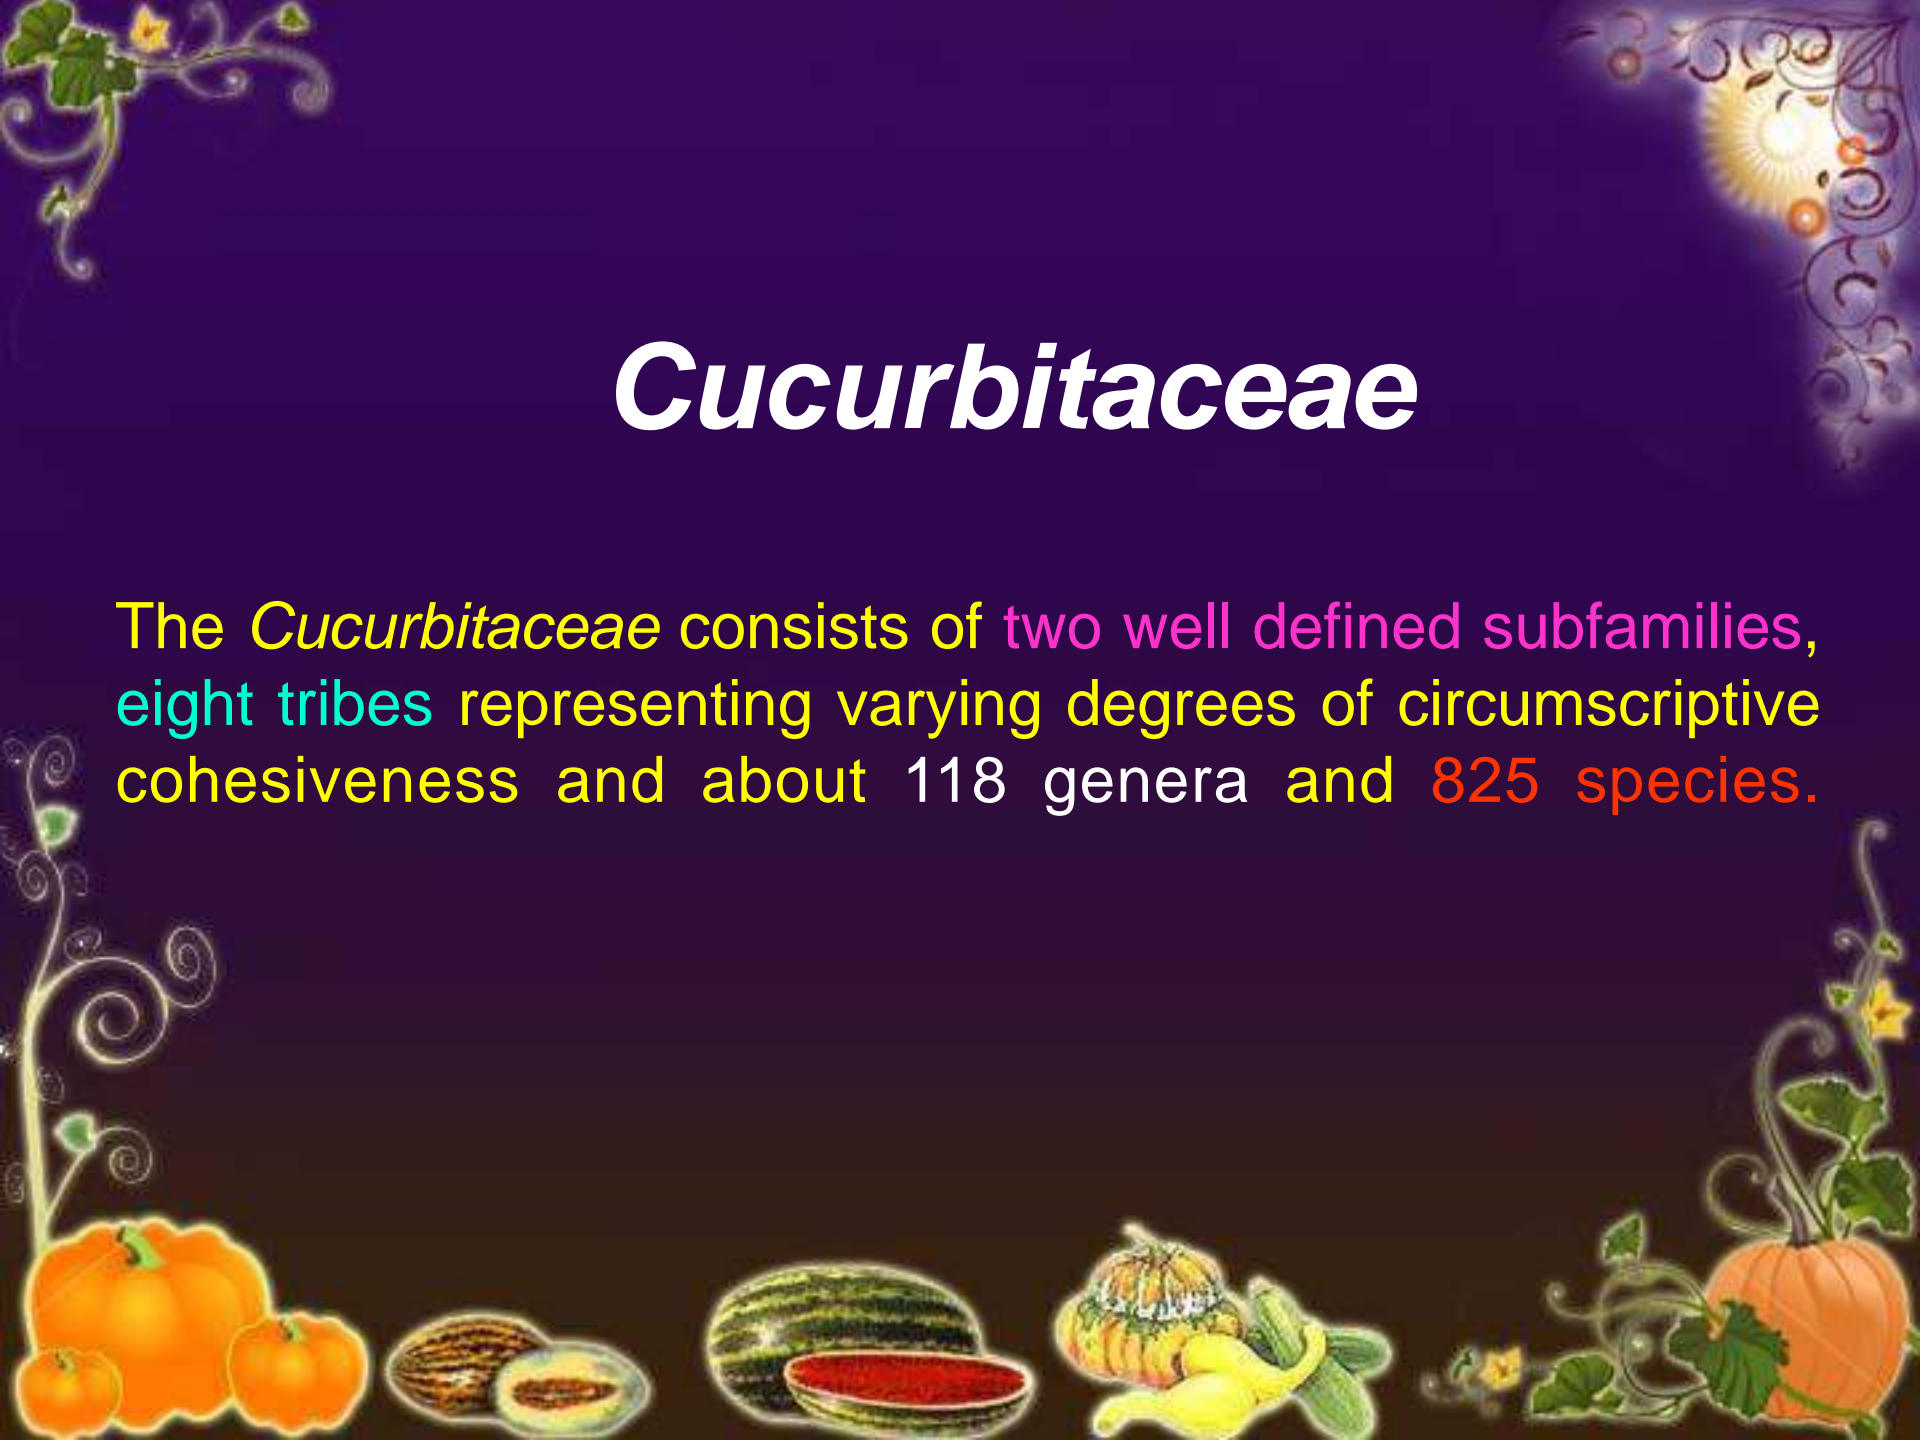 Cucurbitaceae
The Cucurbitaceae consists of two well defined subfamilies,
eight tribes representing varying degrees of circumscriptive
cohesiveness and about 118 genera and 825 species.